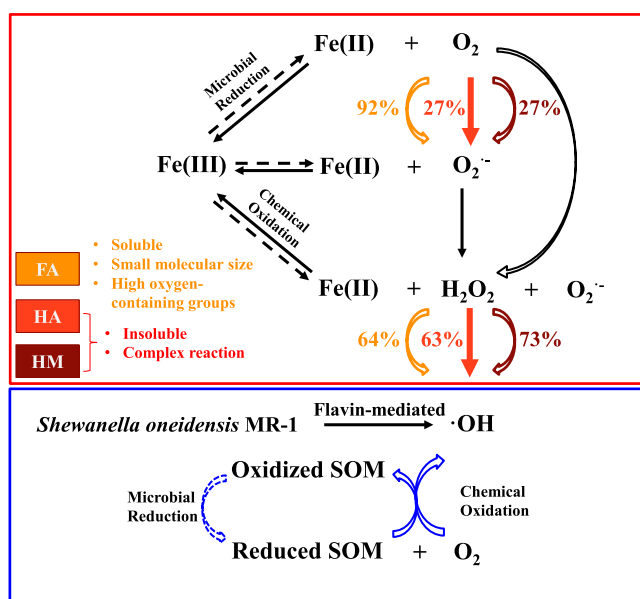 Fe(II) + O₂
Microbial
Reduction
92% 27% 27%
Fe(III) Fe(II) + O₂·-
Chemical
Oxidation
Fe(II) + H₂O₂ + O₂·-
FA
• Soluble
• Small molecular size
• High oxygen-
containing groups
HA
HM
• Insoluble
• Complex reaction
64% 63% 73%
Shewanella oneidensis MR-1 Flavin-mediated ·OH
Oxidized SOM
Microbial
Reduction
Chemical
Oxidation
Reduced SOM + O₂